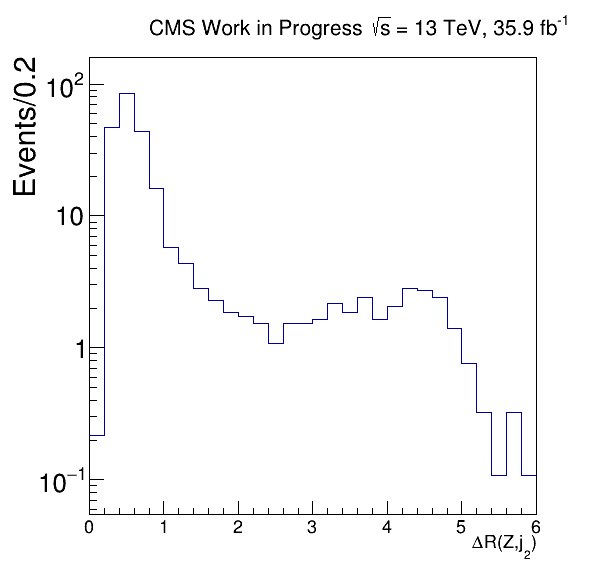 CMS Work in Progress √s = 13 TeV, 35.9 fb⁻¹
Events/0.2
10²
10
1
10⁻¹
0 1 2 3 4 5 6
ΔR(Z,j₂)